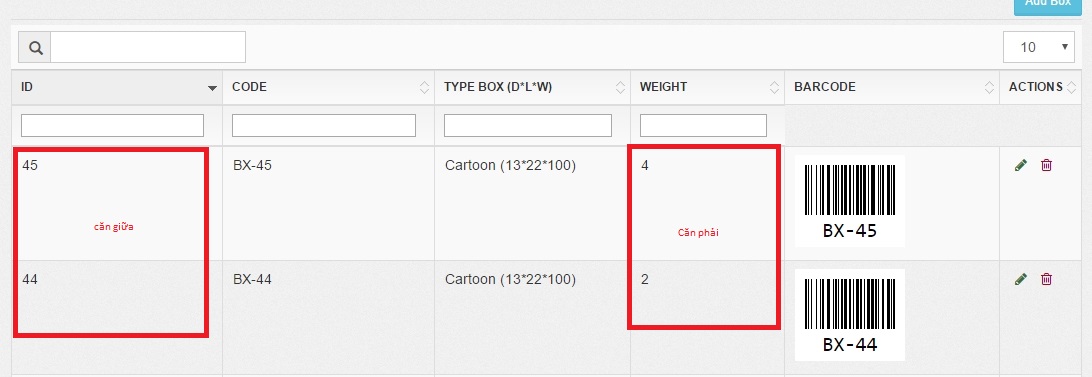 Add Box
10
ID CODE TYPE BOX (D*L*W) WEIGHT BARCODE ACTIONS
45 BX-45 Cartoon (13*22*100) 4
căn giữa Căn phải
BX-45
44 BX-44 Cartoon (13*22*100) 2
BX-44